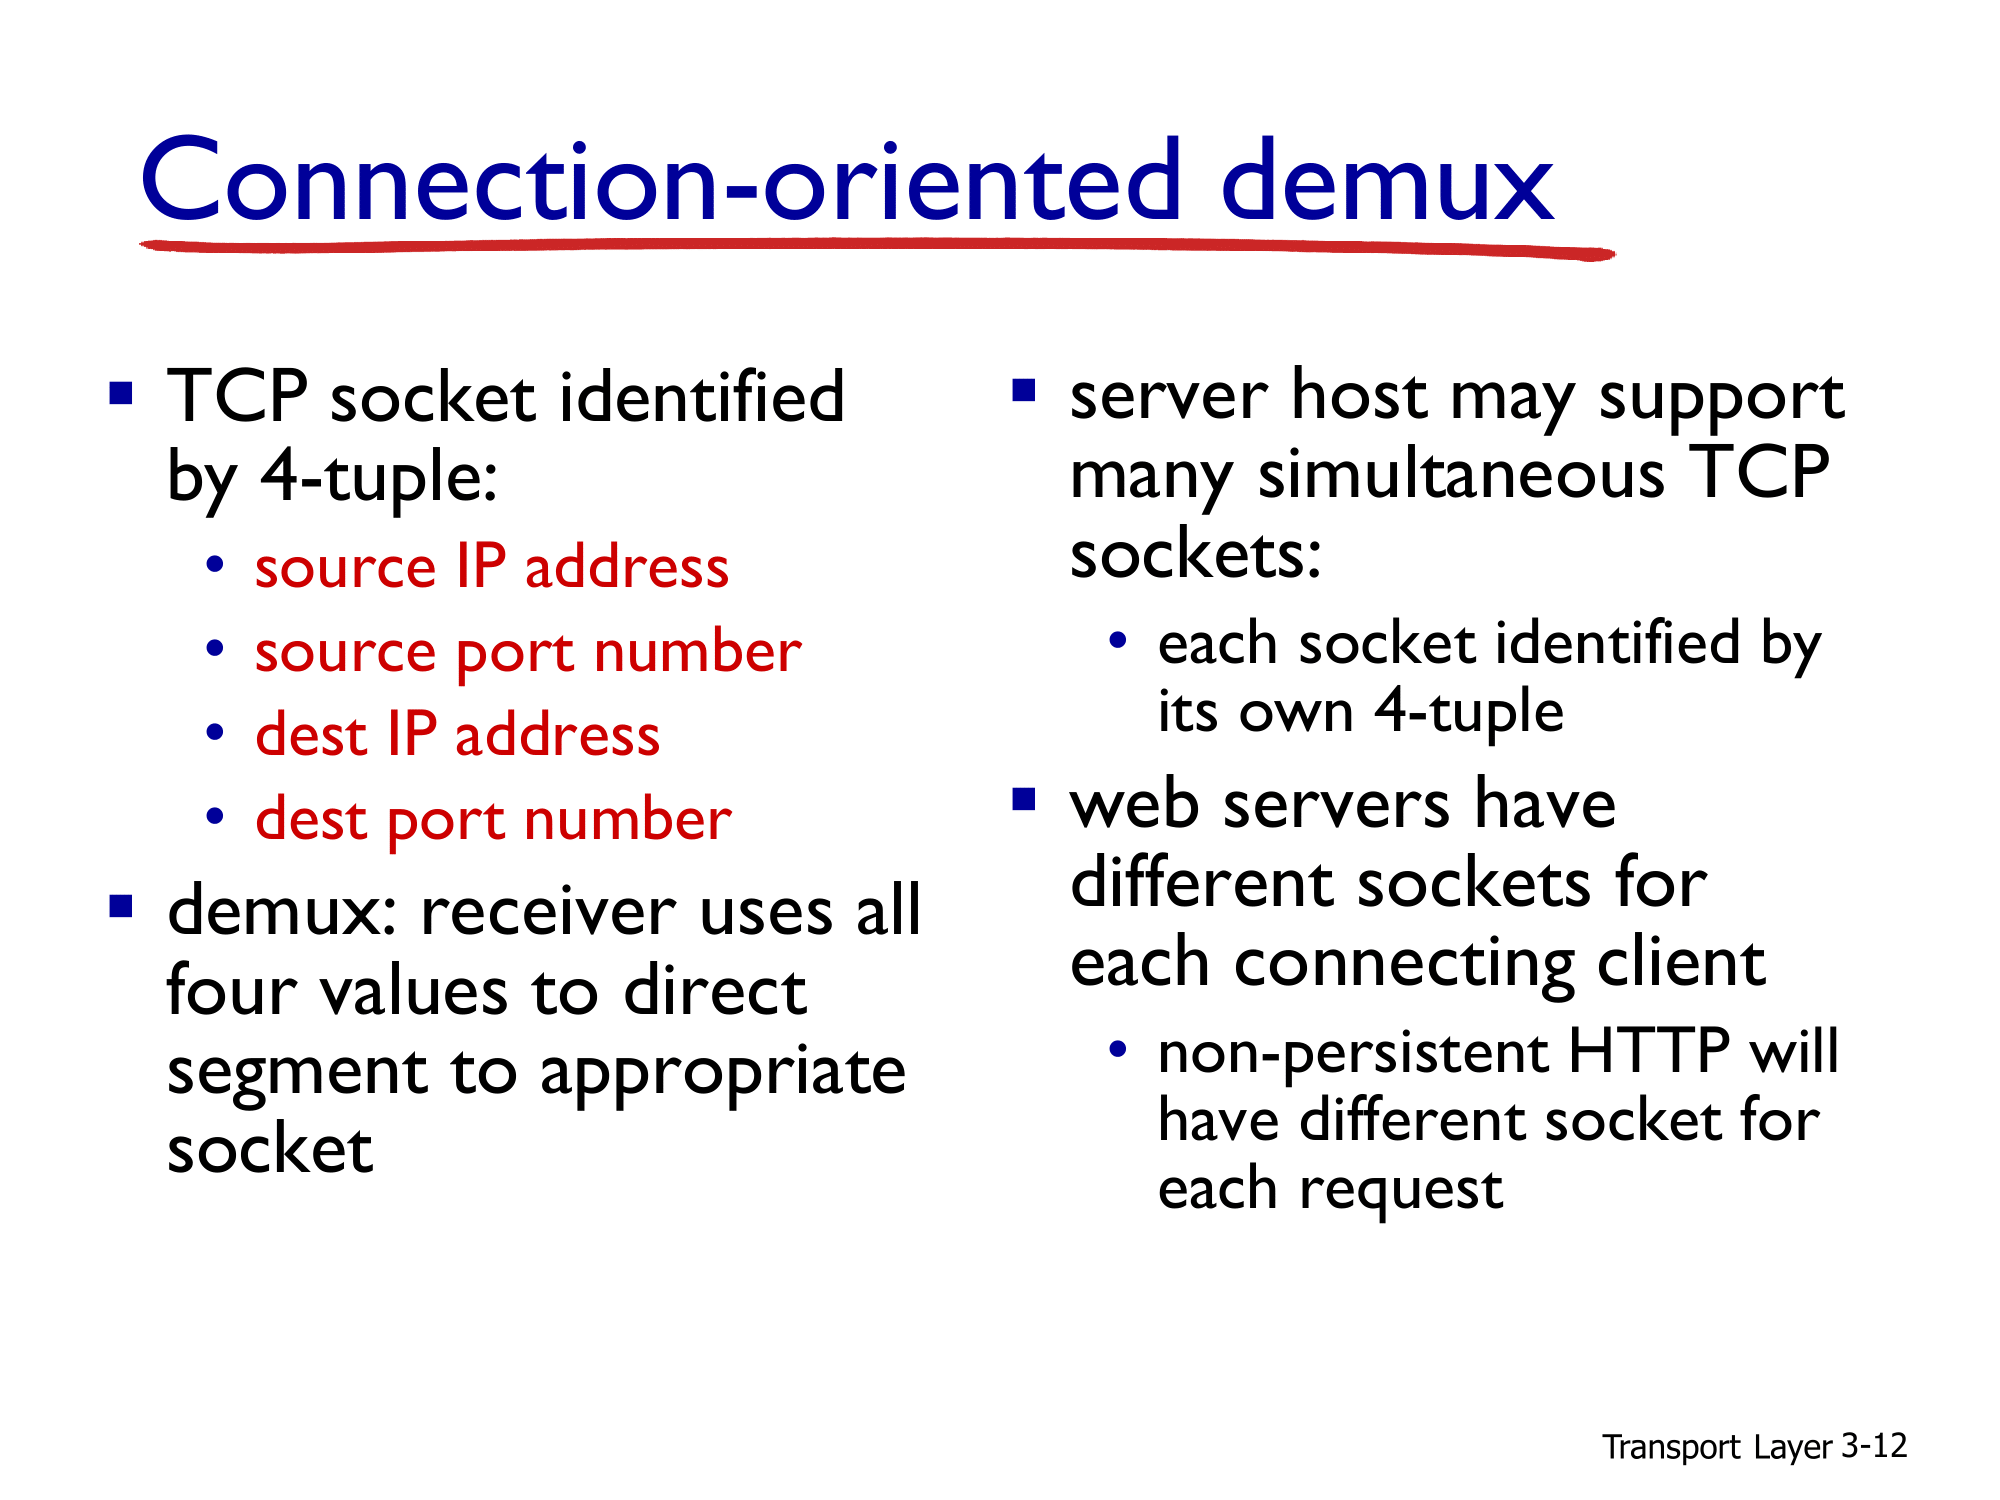 Connection-oriented demux
▪ TCP socket identified
by 4-tuple:
• source IP address
• source port number
• dest IP address
• dest port number
▪ demux: receiver uses all
four values to direct
segment to appropriate
socket
▪ server host may support
many simultaneous TCP
sockets:
• each socket identified by
its own 4-tuple
▪ web servers have
different sockets for
each connecting client
• non-persistent HTTP will
have different socket for
each request
Transport Layer 3-12